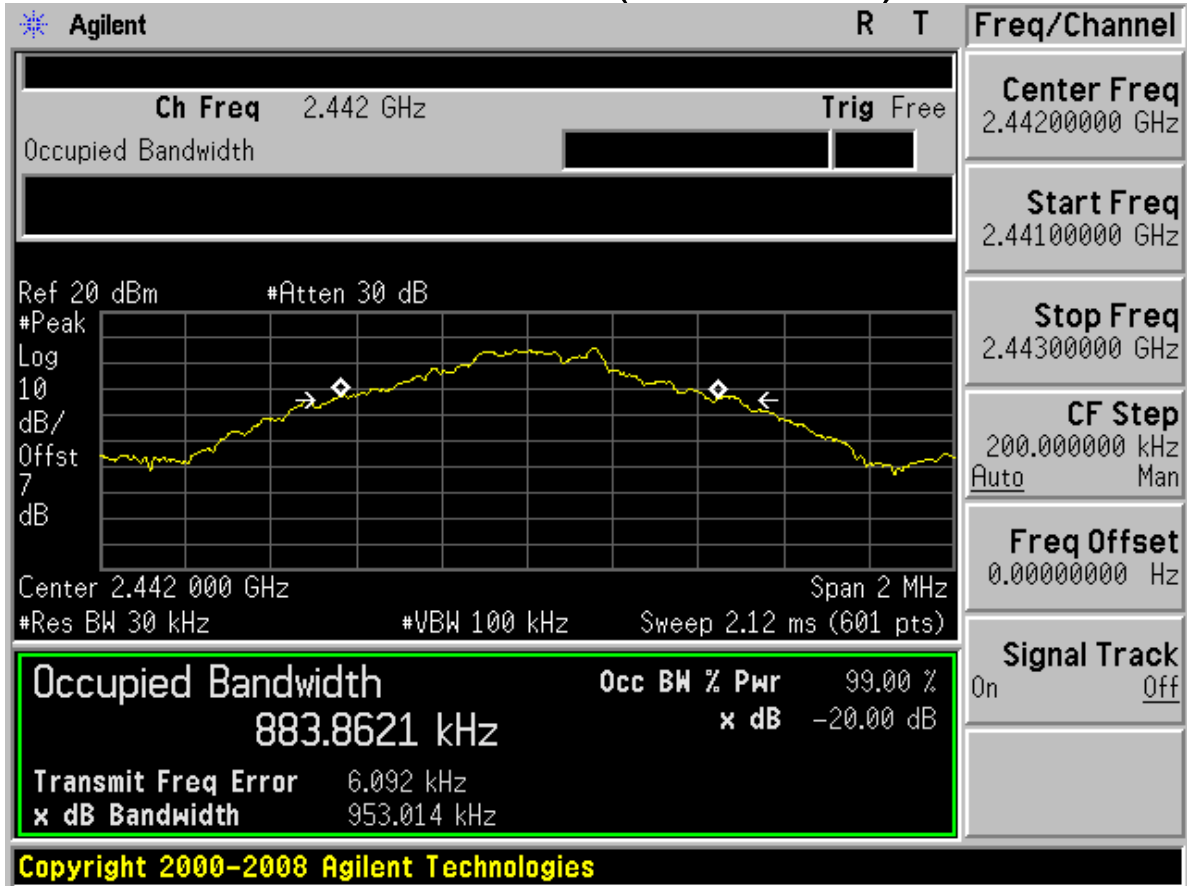 Agilent R T
Freq/Channel
Ch Freq 2.442 GHz Trig Free
Occupied Bandwidth
Center Freq
2.44200000 GHz
Start Freq
2.44100000 GHz
Stop Freq
2.44300000 GHz
CF Step
200.000000 kHz
Auto Man
Freq Offset
0.00000000 Hz
Signal Track
On Off
Ref 20 dBm #Atten 30 dB
#Peak
Log
10
dB/
Offst
7
dB
Center 2.442 000 GHz Span 2 MHz
#Res BW 30 kHz #VBW 100 kHz Sweep 2.12 ms (601 pts)
Occupied Bandwidth
883.8621 kHz
Occ BW % Pwr 99.00 %
x dB -20.00 dB
Transmit Freq Error 6.092 kHz
x dB Bandwidth 953.014 kHz
Copyright 2000-2008 Agilent Technologies